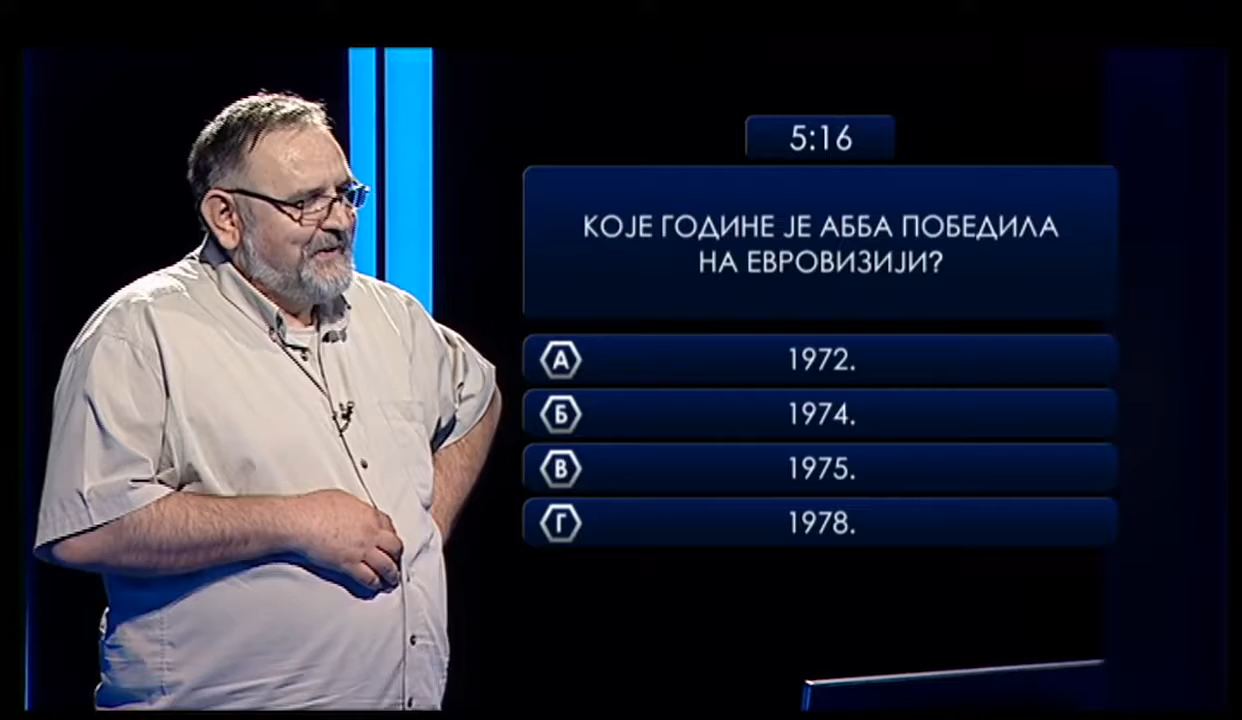 5:16
КОЈЕ ГОДИНЕ ЈЕ АББА ПОБЕДИЛА
НА ЕВРОВИЗИЈИ?
А 1972.
Б 1974.
В 1975.
Г 1978.